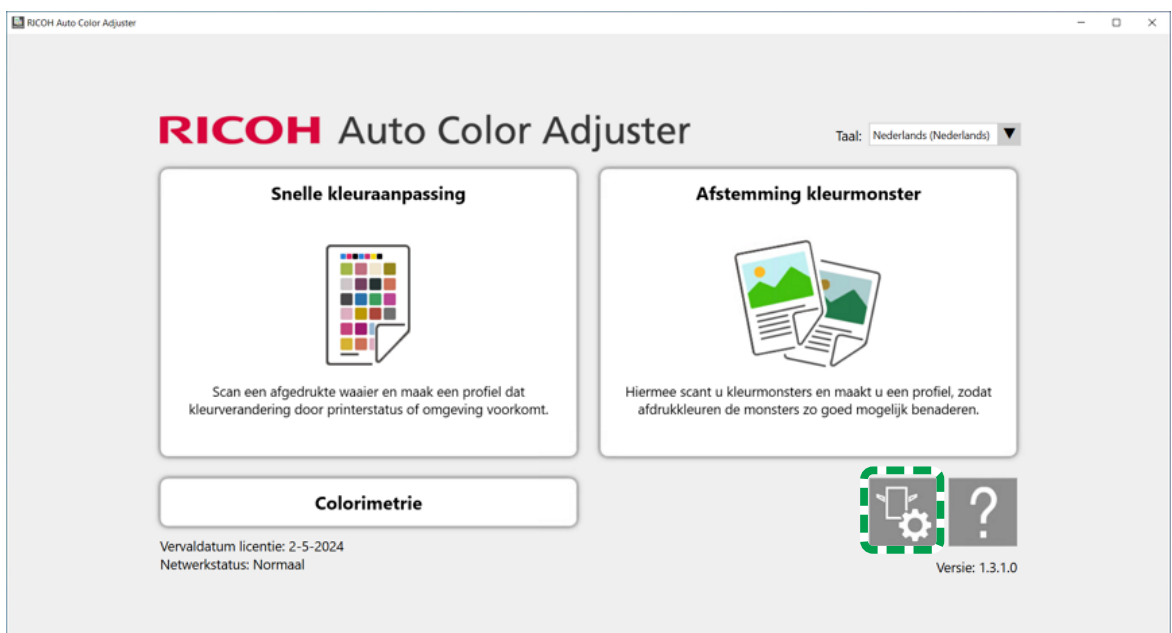 RICOH Auto Color Adjuster
RICOH Auto Color Adjuster
Taal: Nederlands (Nederlands)
Snelle kleuraanpassing
Scan een afgedrukte waaier en maak een profiel dat
kleurverandering door printerstatus of omgeving voorkomt.
Afstemming kleurmonster
Hiermee scant u kleurmonsters en maakt u een profiel, zodat
afdrukkleuren de monsters zo goed mogelijk benaderen.
Colorimetrie
?
Vervaldatum licentie: 2-5-2024
Netwerkstatus: Normaal
Versie: 1.3.1.0